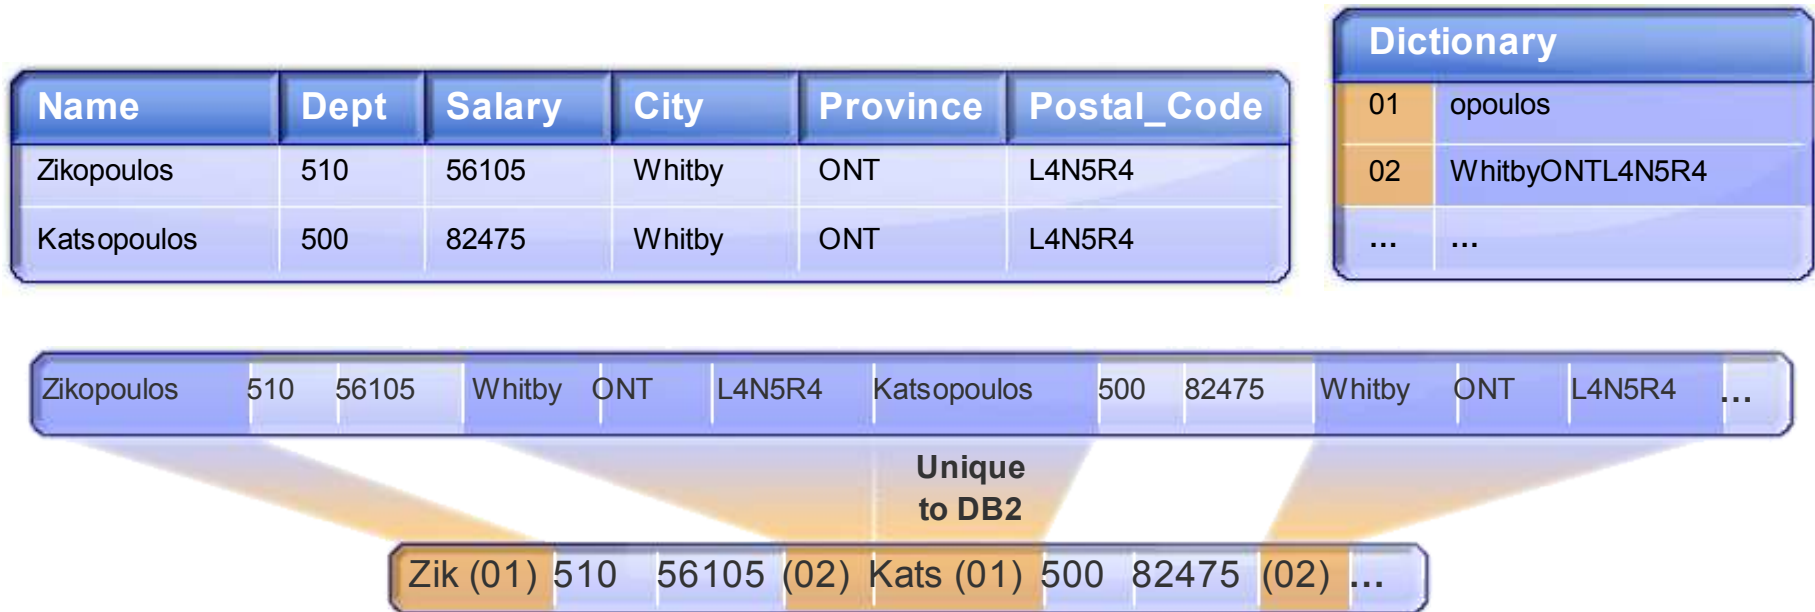 Dictionary
Name Dept Salary City Province Postal_Code
01 opoulos
Zikopoulos 510 56105 Whitby ONT L4N5R4
02 WhitbyONTL4N5R4
Katsopoulos 500 82475 Whitby ONT L4N5R4
... ...
Zikopoulos 510 56105 Whitby ONT L4N5R4 Katsopoulos 500 82475 Whitby ONT L4N5R4 ...
Unique
to DB2
Zik (01) 510 56105 (02) Kats (01) 500 82475 (02) ...